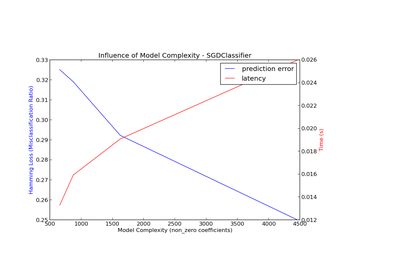 Influence of Model Complexity - SGDClassifier
0.33
0.32
0.31
0.30
0.29
0.28
0.27
0.26
0.25
Hamming Loss (Misclassification Ratio)
prediction error
latency
0.026
0.024
0.022
0.020
0.018
0.016
0.014
0.012
Time (s)
500 1000 1500 2000 2500 3000 3500 4000 4500
Model Complexity (non_zero coefficients)